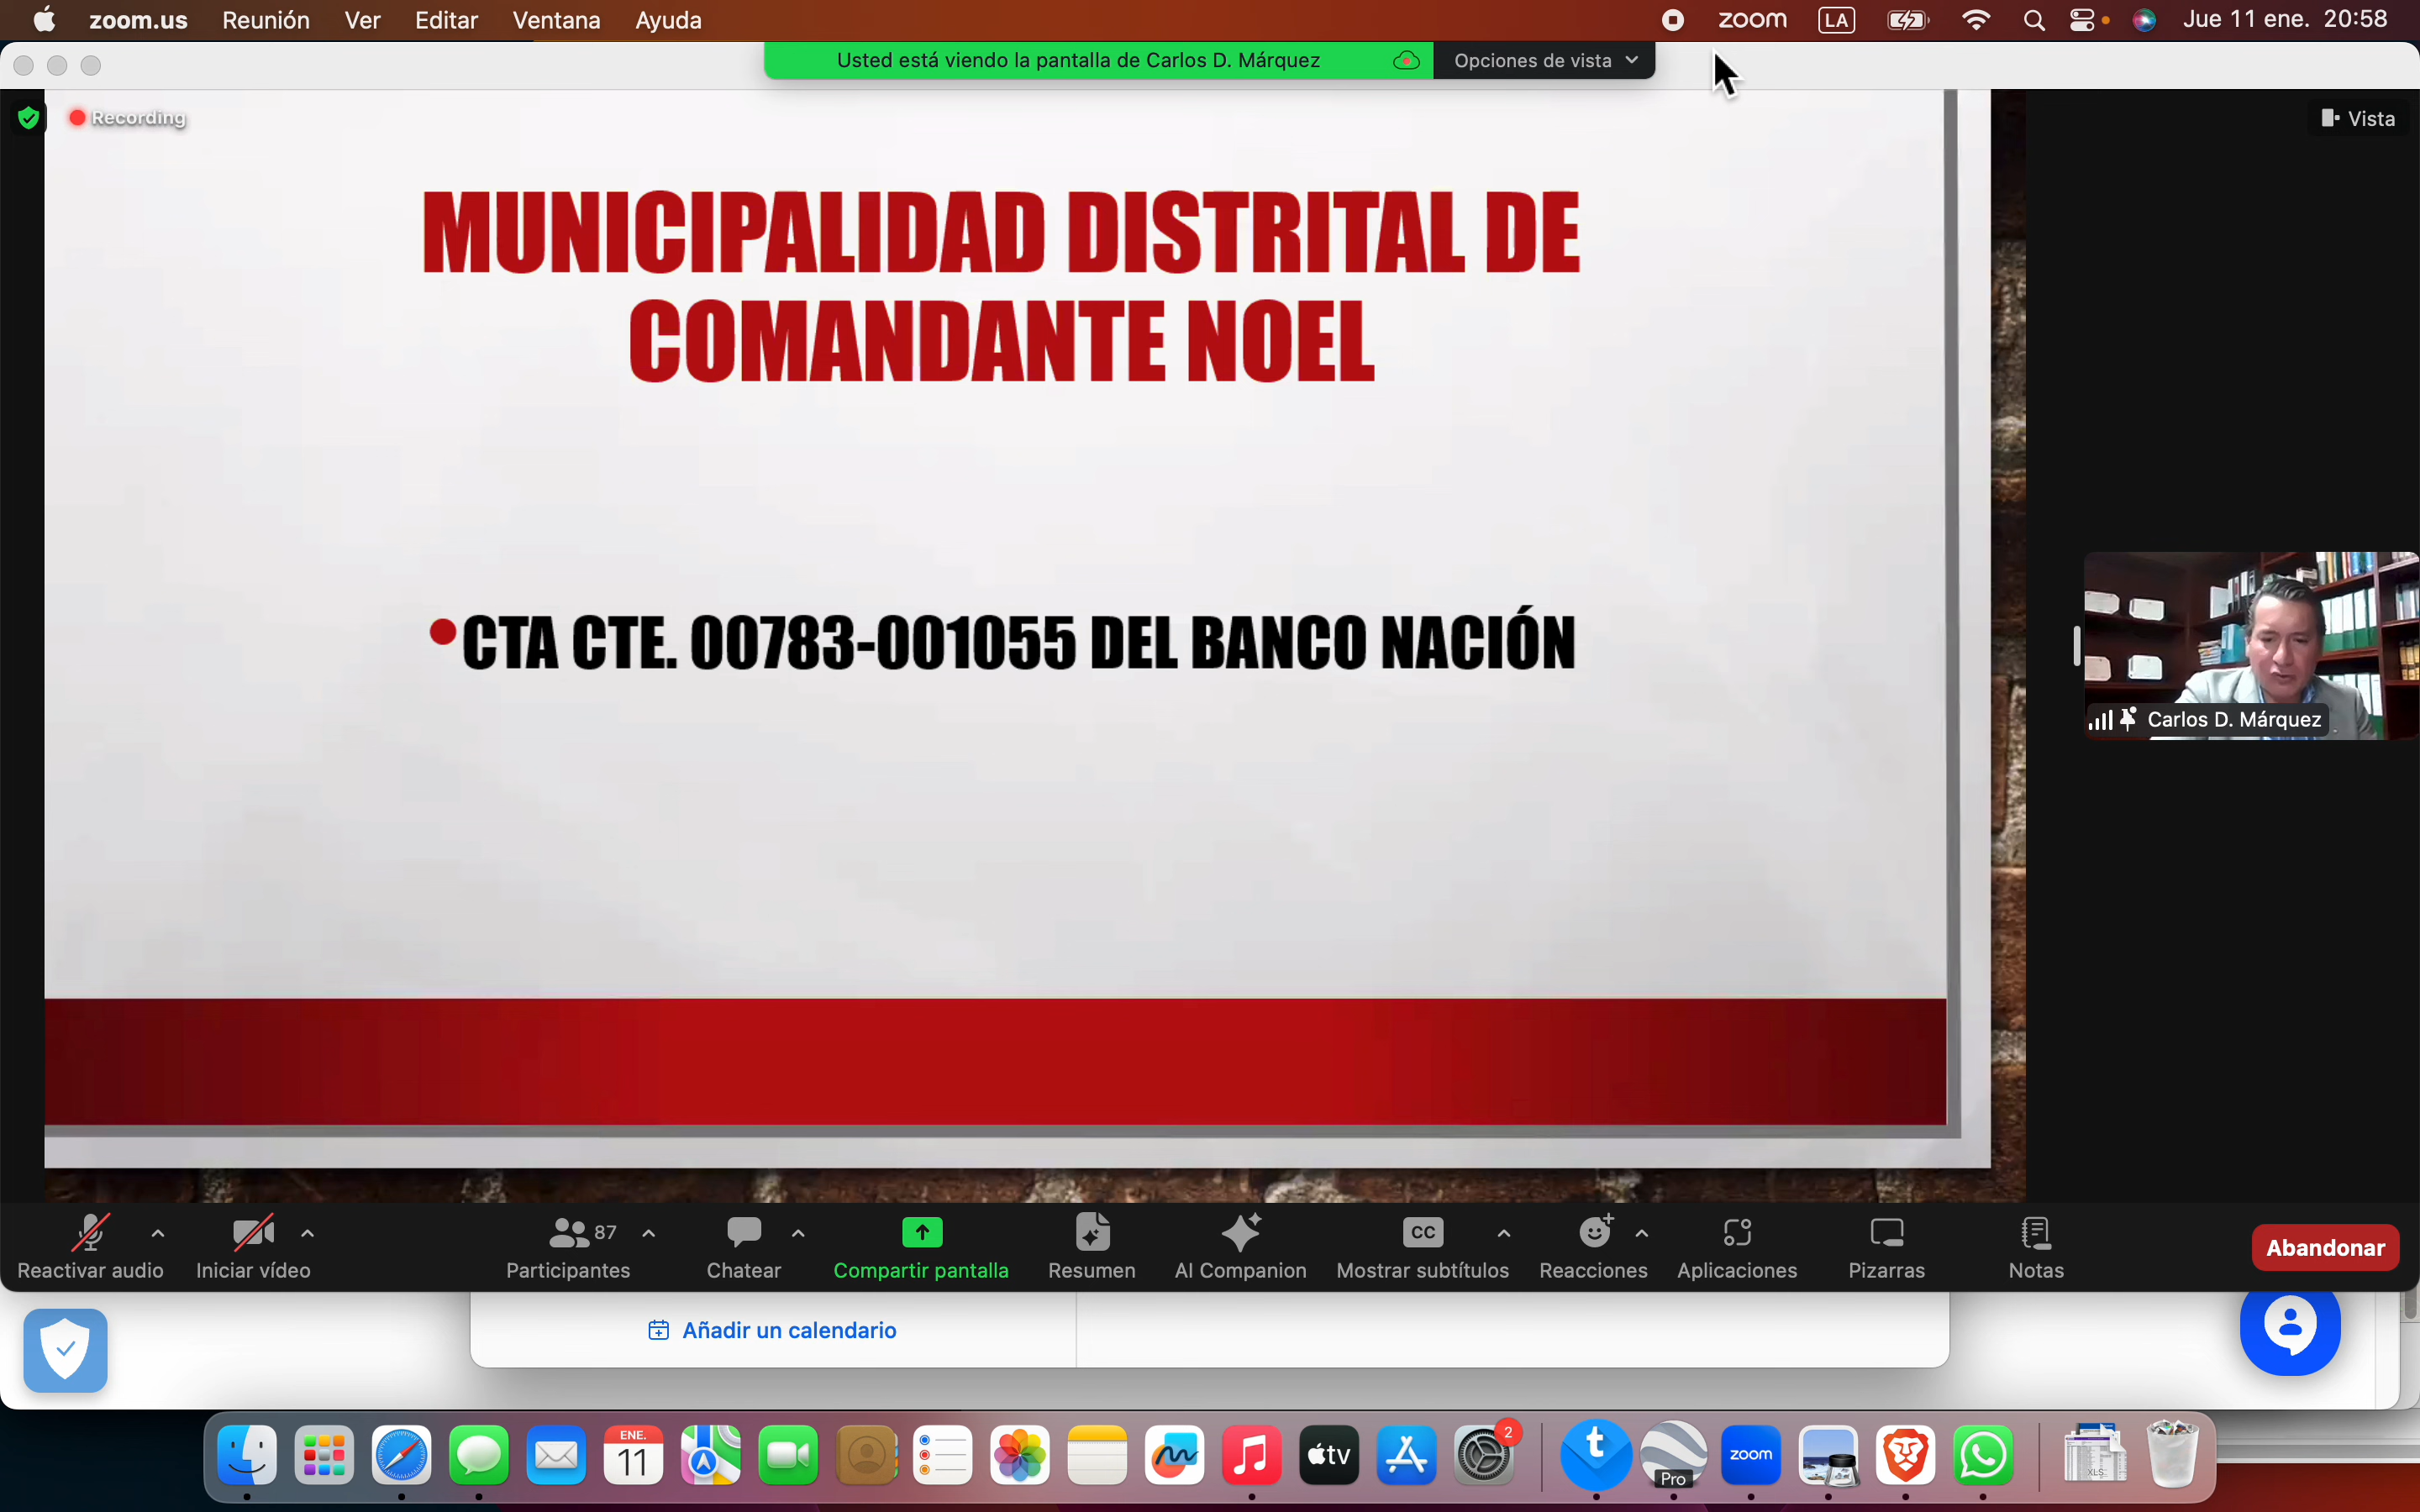 zoom.us Reunión Ver Editar Ventana Ayuda
zoom LA Jue 11 ene. 20:58
Usted está viendo la pantalla de Carlos D. Márquez Opciones de vista
Recording
Vista
MUNICIPALIDAD DISTRITAL DE
COMANDANTE NOEL
•CTA CTE. 00783-001055 DEL BANCO NACIÓN
Carlos D. Márquez
87
CC
Reactivar audio Iniciar vídeo Participantes Chatear Compartir pantalla Resumen AI Companion Mostrar subtítulos Reacciones Aplicaciones Pizarras Notas Abandonar
Añadir un calendario
ENE.
11
tv
2
t
Pro
zoom
XLS